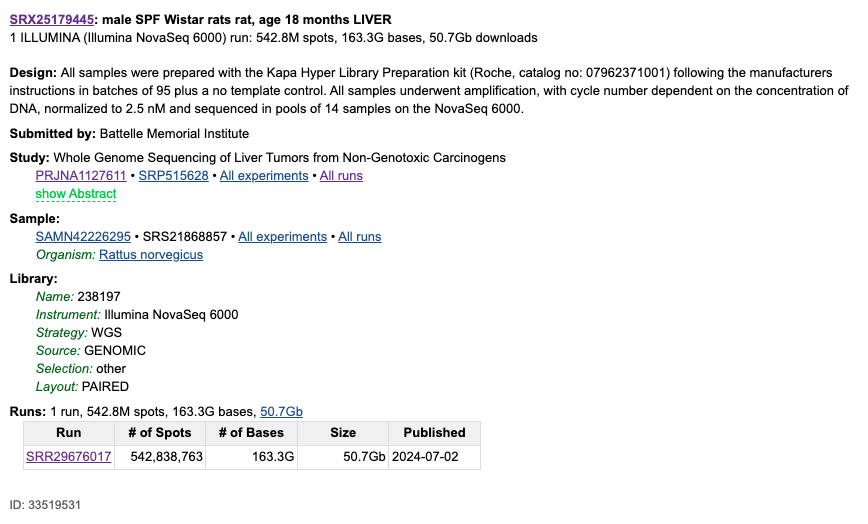 SRX25179445: male SPF Wistar rats rat, age 18 months LIVER
1 ILLUMINA (Illumina NovaSeq 6000) run: 542.8M spots, 163.3G bases, 50.7Gb downloads
Design: All samples were prepared with the Kapa Hyper Library Preparation kit (Roche, catalog no: 07962371001) following the manufacturers
instructions in batches of 95 plus a no template control. All samples underwent amplification, with cycle number dependent on the concentration of
DNA, normalized to 2.5 nM and sequenced in pools of 14 samples on the NovaSeq 6000.
Submitted by: Battelle Memorial Institute
Study: Whole Genome Sequencing of Liver Tumors from Non-Genotoxic Carcinogens
PRJNA1127611 • SRP515628 • All experiments • All runs
show Abstract
Sample:
SAMN42226295 • SRS21868857 • All experiments • All runs
Organism: Rattus norvegicus
Library:
Name: 238197
Instrument: Illumina NovaSeq 6000
Strategy: WGS
Source: GENOMIC
Selection: other
Layout: PAIRED
Runs: 1 run, 542.8M spots, 163.3G bases, 50.7Gb
Run # of Spots # of Bases Size Published
SRR29676017 542,838,763 163.3G 50.7Gb 2024-07-02
ID: 33519531